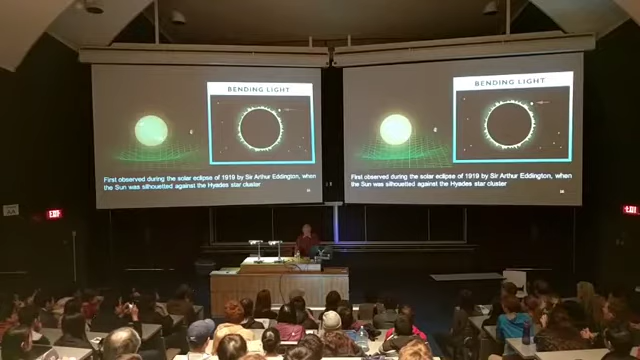 BENDING LIGHT
First observed during the solar eclipse of 1919 by Sir Arthur Eddington, when
the Sun was silhouetted against the Hyades star cluster
BENDING LIGHT
First observed during the solar eclipse of 1919 by Sir Arthur Eddington, when
the Sun was silhouetted against the Hyades star cluster
AA
EXIT
EXIT